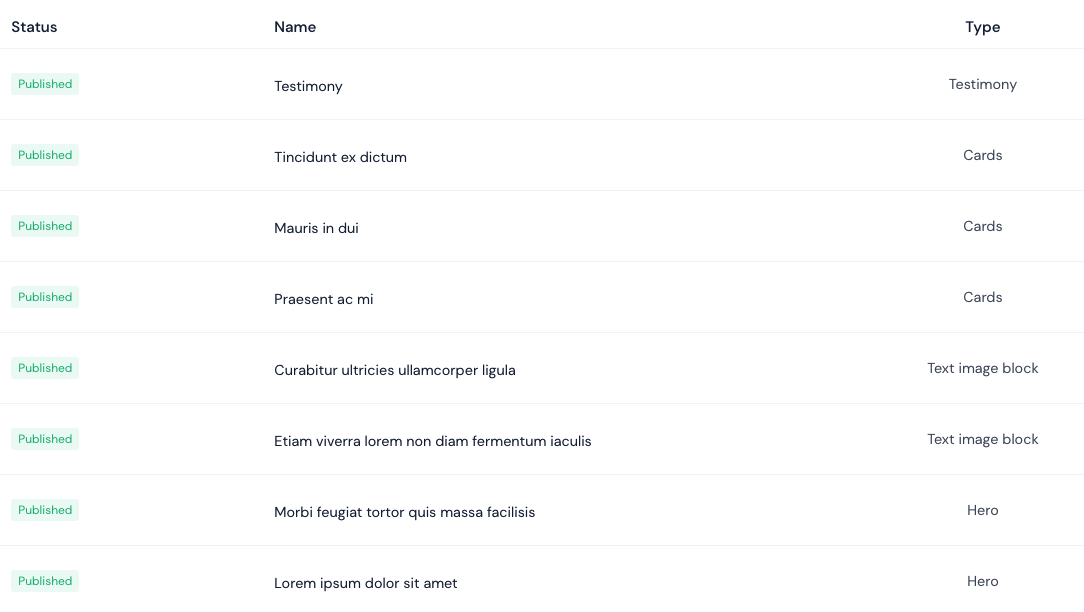 Status Name Type
Published Testimony Testimony
Published Tincidunt ex dictum Cards
Published Mauris in dui Cards
Published Praesent ac mi Cards
Published Curabitur ultricies ullamcorper ligula Text image block
Published Etiam viverra lorem non diam fermentum iaculis Text image block
Published Morbi feugiat tortor quis massa facilisis Hero
Published Lorem ipsum dolor sit amet Hero